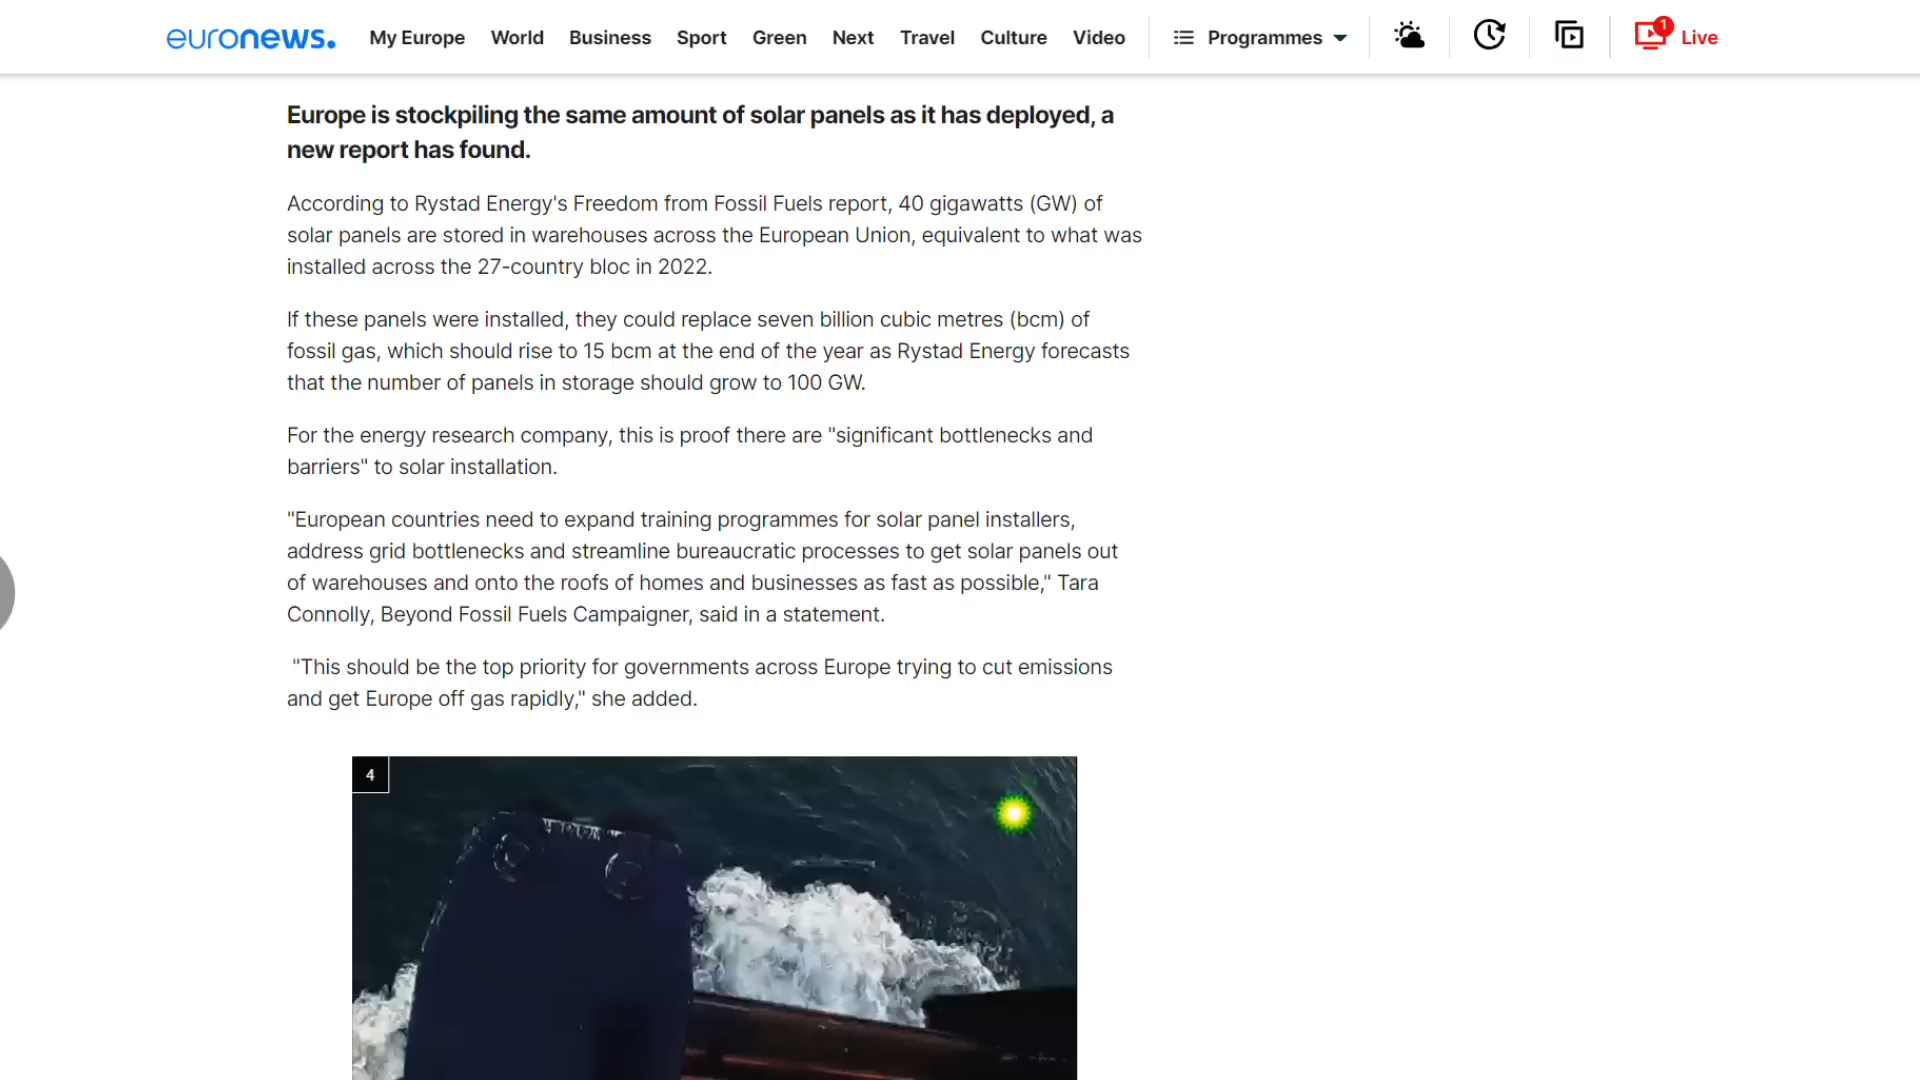 euronews.
My Europe World Business Sport Green Next Travel Culture Video Programmes 1 Live
Europe is stockpiling the same amount of solar panels as it has deployed, a
new report has found.
According to Rystad Energy's Freedom from Fossil Fuels report, 40 gigawatts (GW) of
solar panels are stored in warehouses across the European Union, equivalent to what was
installed across the 27-country bloc in 2022.
If these panels were installed, they could replace seven billion cubic metres (bcm) of
fossil gas, which should rise to 15 bcm at the end of the year as Rystad Energy forecasts
that the number of panels in storage should grow to 100 GW.
For the energy research company, this is proof there are "significant bottlenecks and
barriers" to solar installation.
"European countries need to expand training programmes for solar panel installers,
address grid bottlenecks and streamline bureaucratic processes to get solar panels out
of warehouses and onto the roofs of homes and businesses as fast as possible," Tara
Connolly, Beyond Fossil Fuels Campaigner, said in a statement.
"This should be the top priority for governments across Europe trying to cut emissions
and get Europe off gas rapidly," she added.
4